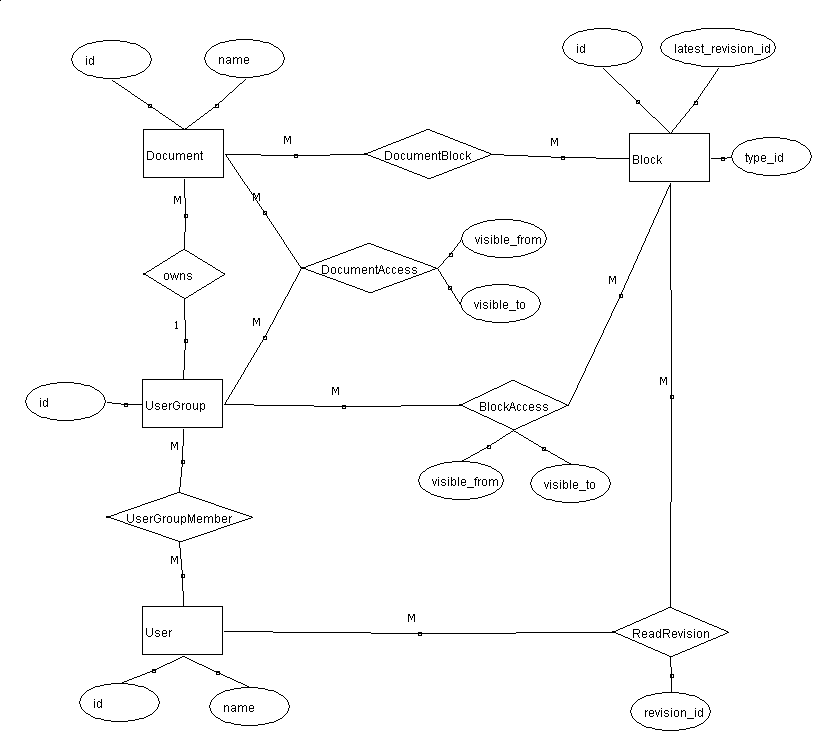 id
name
id
latest_revision_id
M
M
Document
DocumentBlock
Block
type_id
M
M
visible_from
owns
DocumentAccess
M
visible_to
1
M
id
UserGroup
M
BlockAccess
M
M
visible_from
visible_to
UserGroupMember
M
M
User
ReadRevision
id
name
revision_id